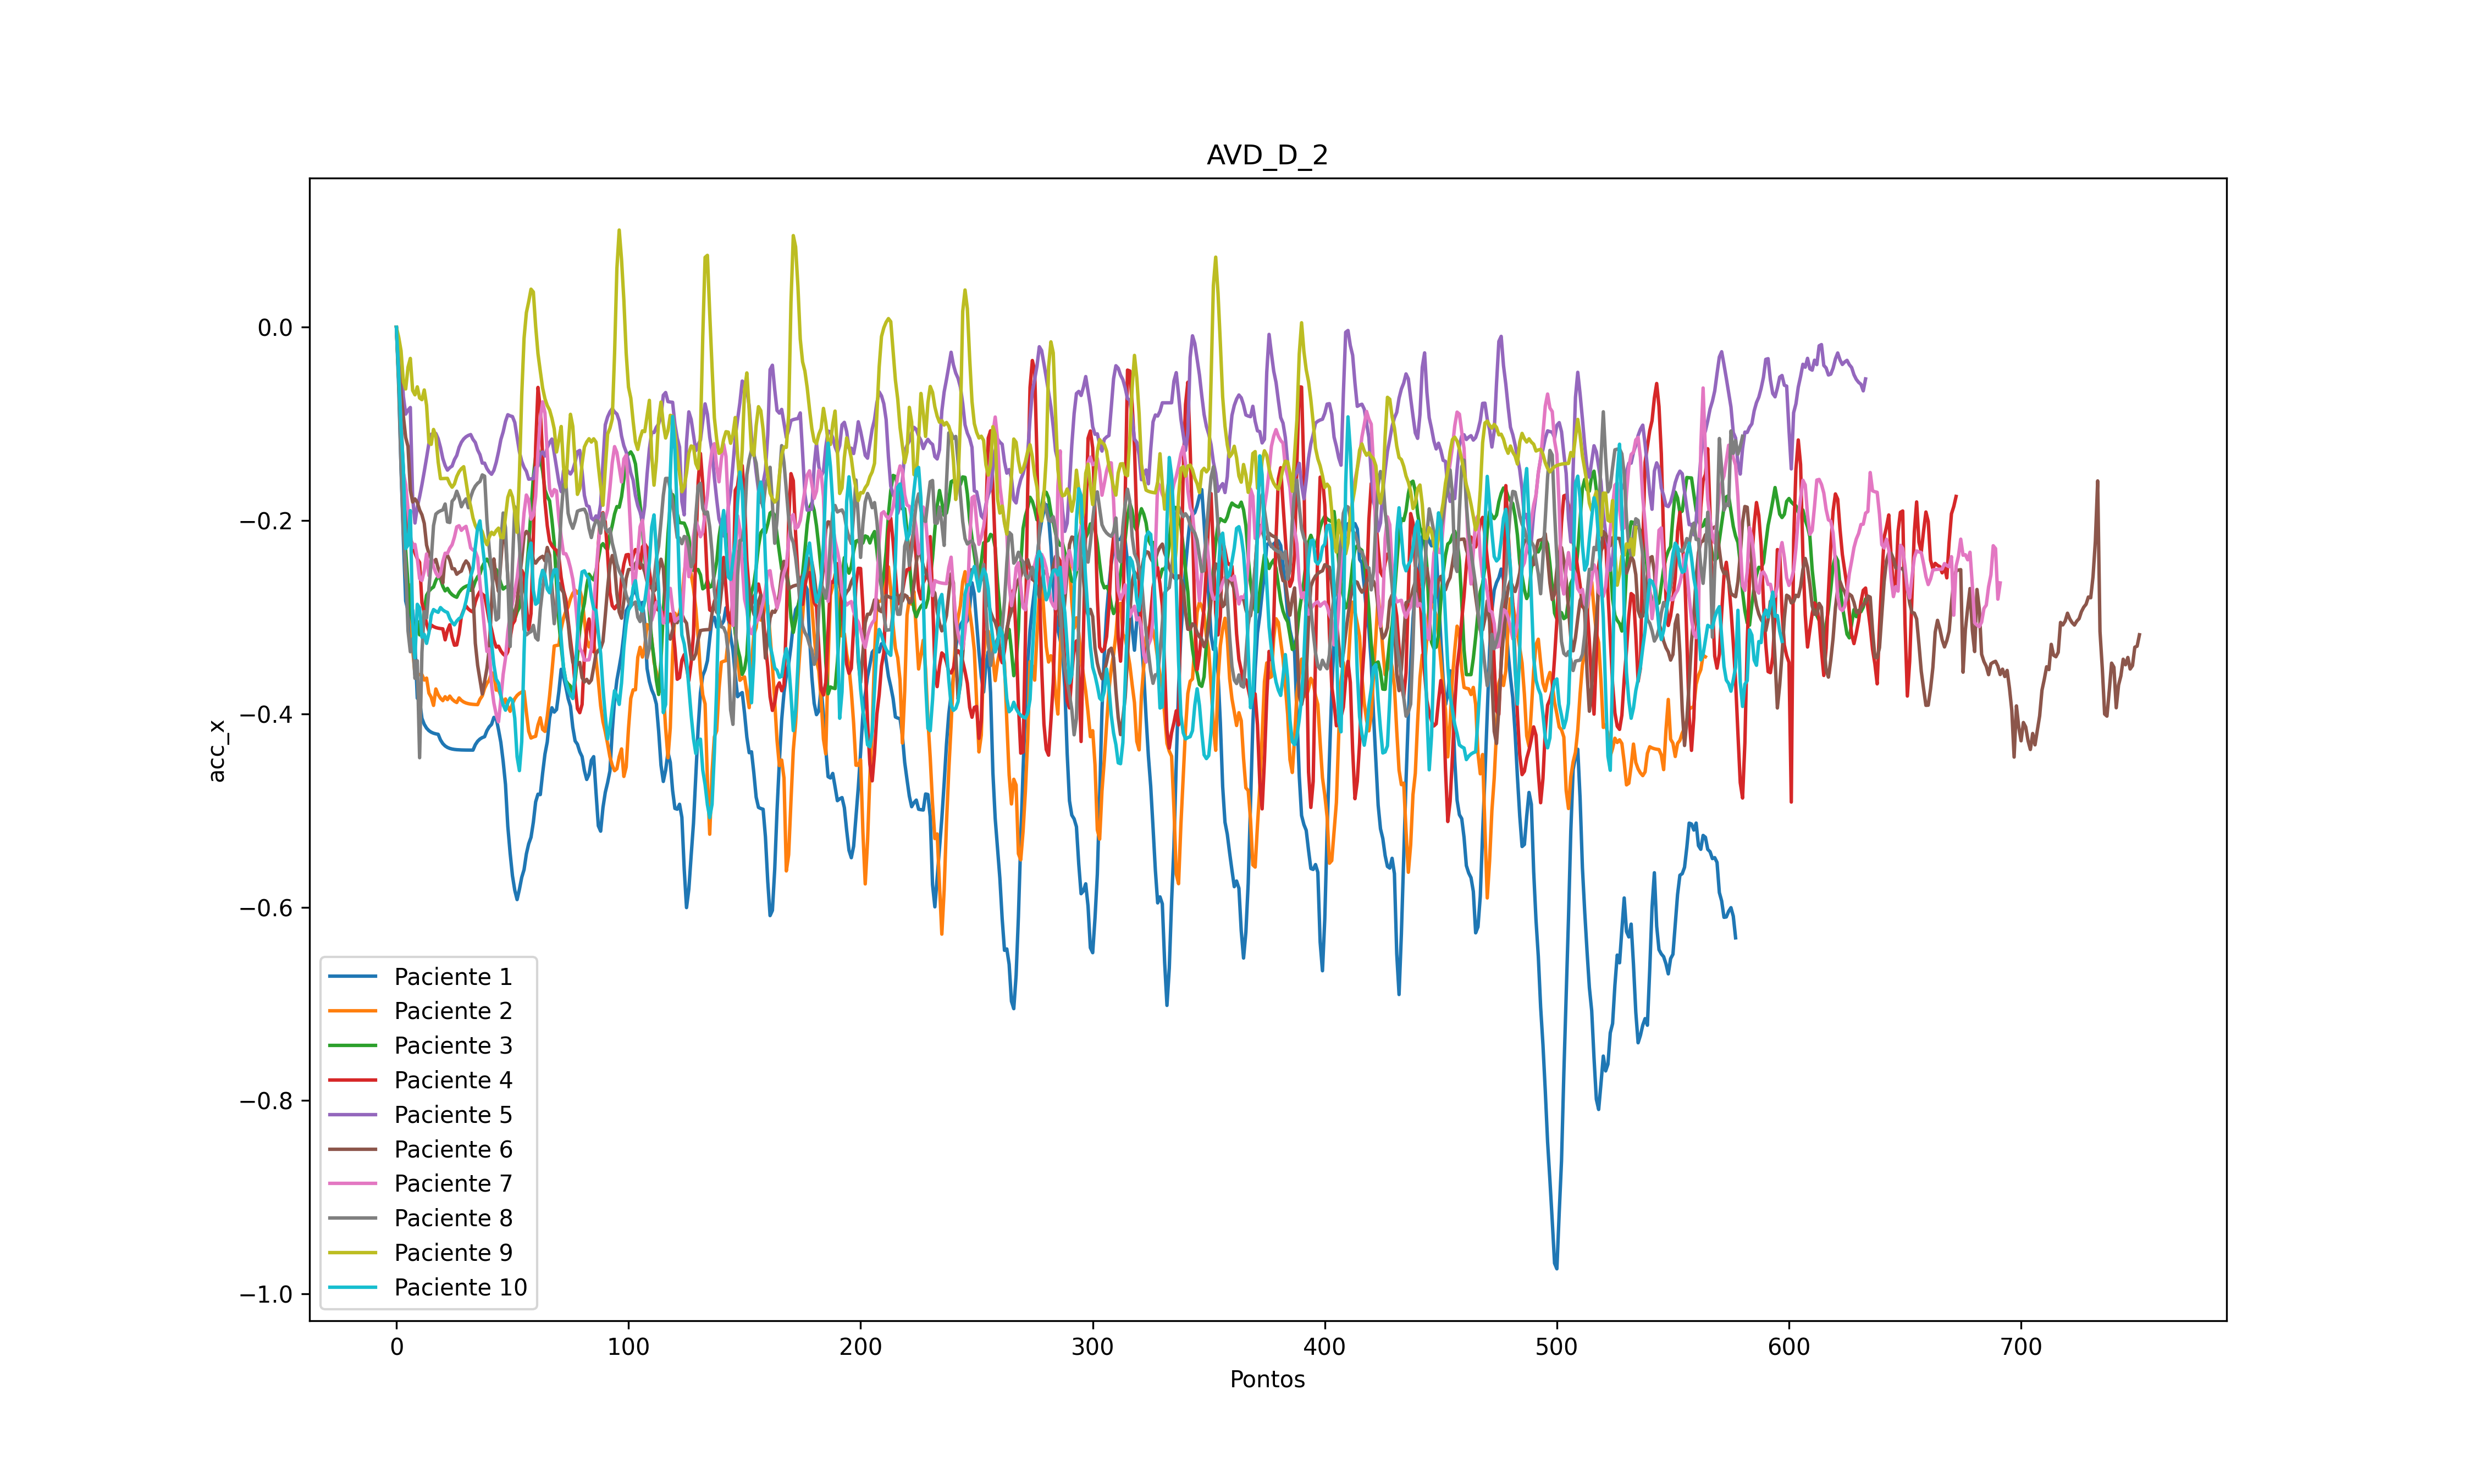 AVD_D_2
acc_x
0.0
−0.2
−0.4
−0.6
−0.8
−1.0
Paciente 1
Paciente 2
Paciente 3
Paciente 4
Paciente 5
Paciente 6
Paciente 7
Paciente 8
Paciente 9
Paciente 10
0 100 200 300 400 500 600 700
Pontos